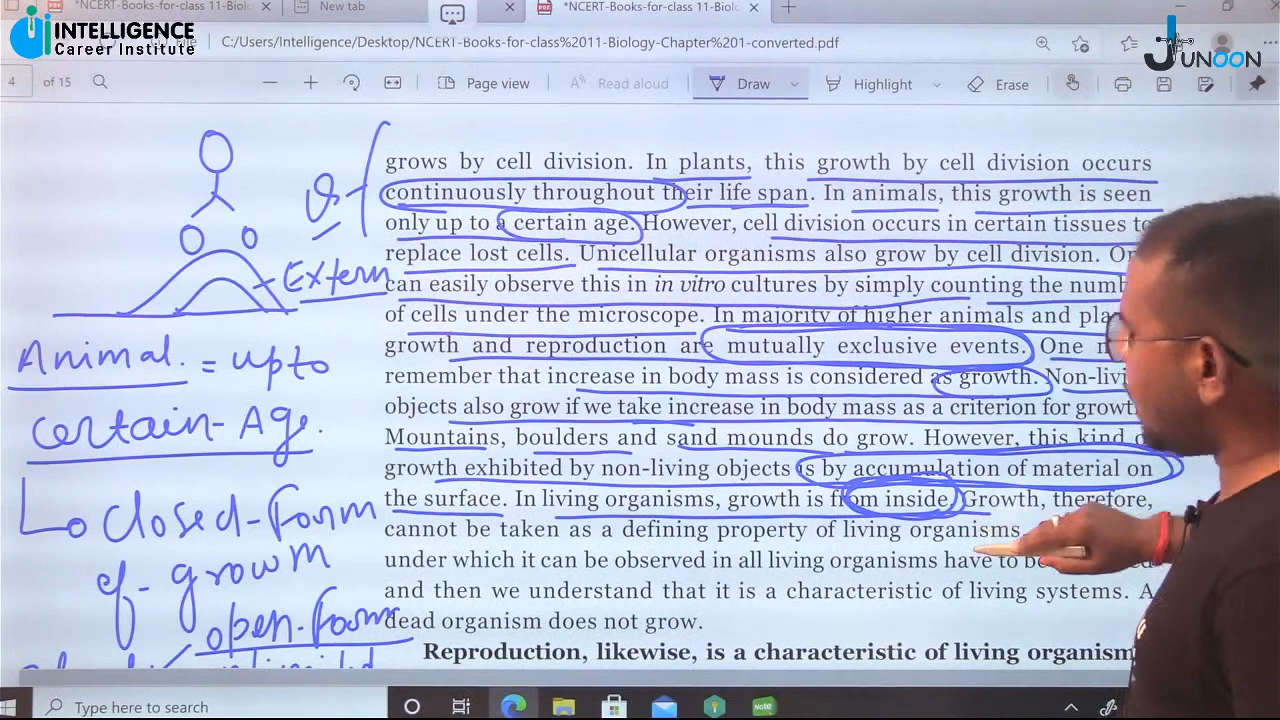 *NCERT-Books-for-class 11-Biol
New tab
*NCERT-Books-for-class 11-Biol
INTELLIGENCE
Career Institute
C:/Users/Intelligence/Desktop/NCERT-Books-for-class%2011-Biology-Chapter%201-converted.pdf
JUNOON
4 of 15
Page view
Read aloud
Draw
Highlight
Erase
grows by cell division. In plants, this growth by cell division occurs
continuously throughout their life span. In animals, this growth is seen
only up to a certain age. However, cell division occurs in certain tissues to
replace lost cells. Unicellular organisms also grow by cell division. On
can easily observe this in in vitro cultures by simply counting the numb
of cells under the microscope. In majority of higher animals and pla
growth and reproduction are mutually exclusive events. One m
remember that increase in body mass is considered as growth. Non-livi
objects also grow if we take increase in body mass as a criterion for growt
Mountains, boulders and sand mounds do grow. However, this kind o
growth exhibited by non-living objects is by accumulation of material on
the surface. In living organisms, growth is from inside. Growth, therefore,
cannot be taken as a defining property of living organisms.
under which it can be observed in all living organisms have to be
and then we understand that it is a characteristic of living systems. A
dead organism does not grow.
Reproduction, likewise, is a characteristic of living organism
Extern
Animal. = upto
certain-Age.
closed-Form
of- growth
open-Form
Type here to search
Note